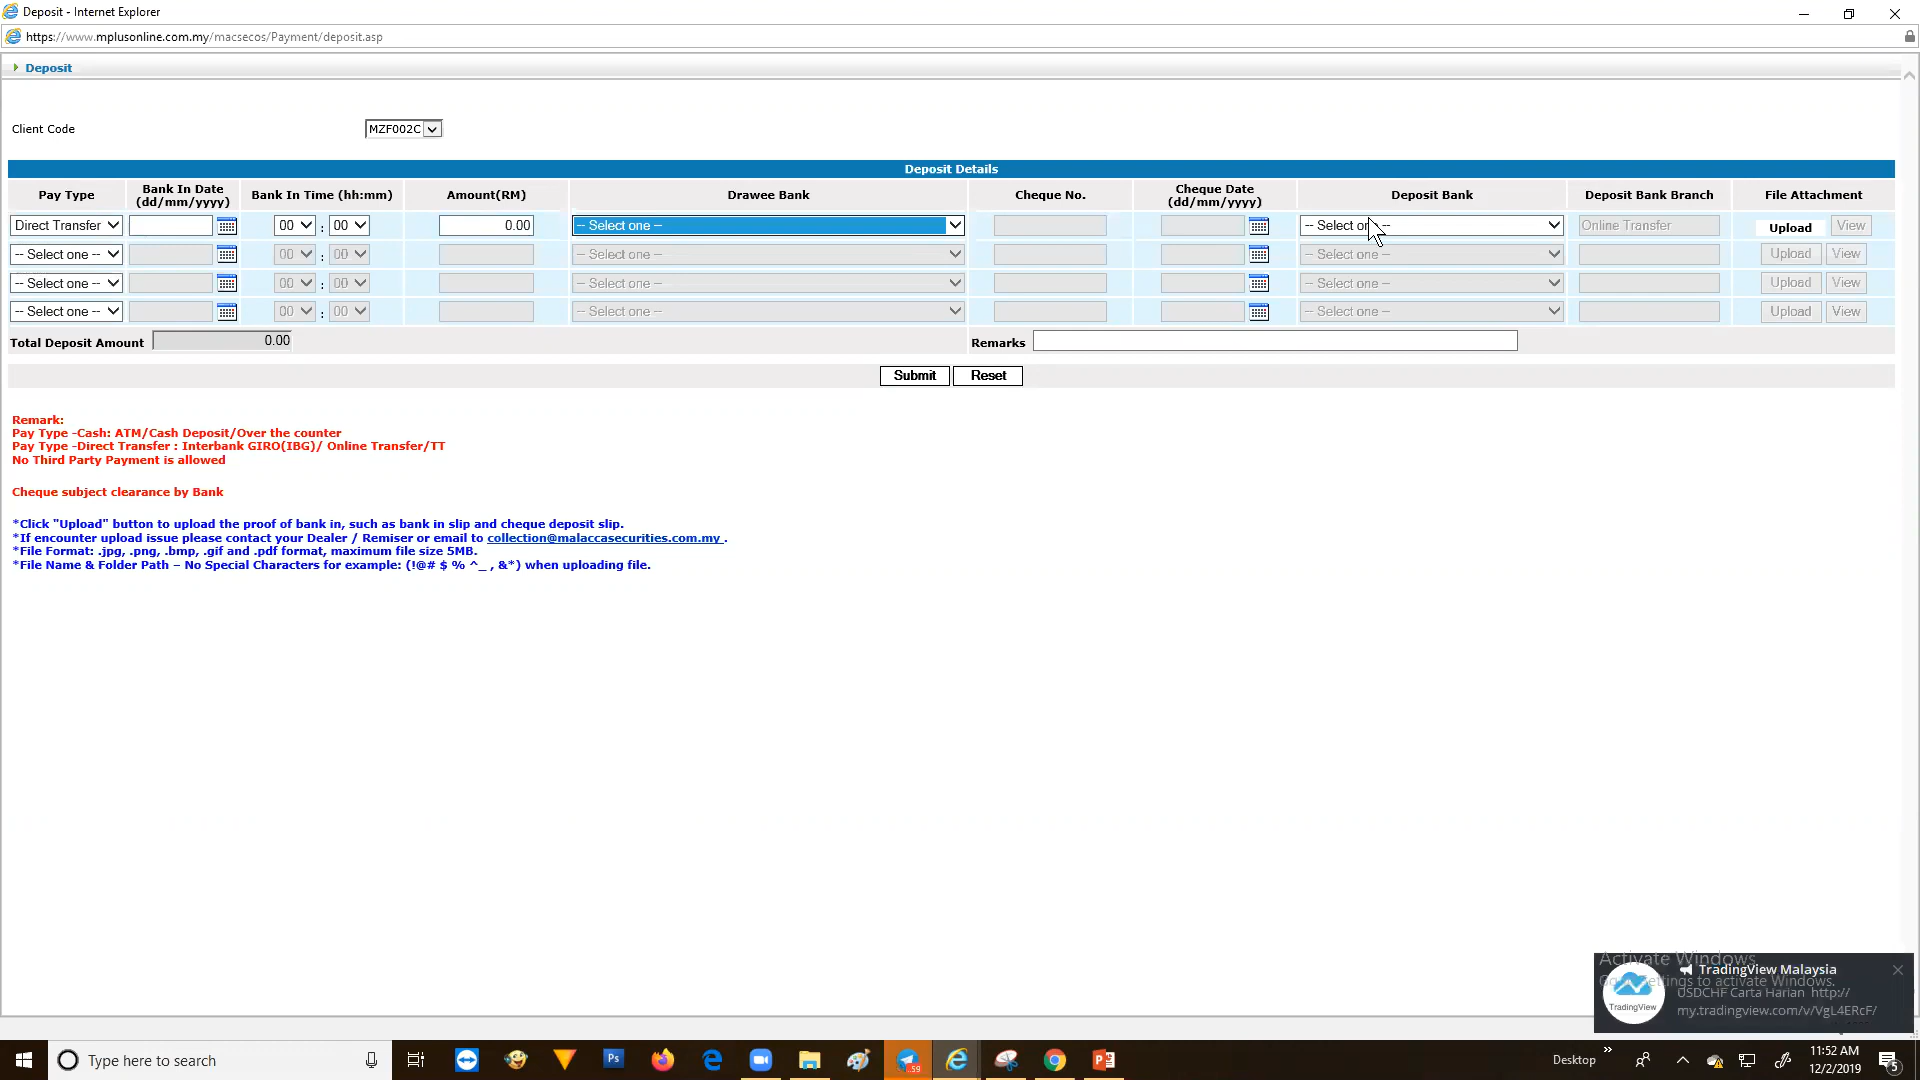 Deposit - Internet Explorer
https://www.mplusonline.com.my/macsecos/Payment/deposit.asp
Deposit
Client Code MZF002C
Deposit Details
Pay Type Bank In Date (dd/mm/yyyy) Bank In Time (hh:mm) Amount(RM) Drawee Bank Cheque No. Cheque Date (dd/mm/yyyy) Deposit Bank Deposit Bank Branch File Attachment
Direct Transfer 00 : 00 0.00 -- Select one -- -- Select one -- Online Transfer Upload View
-- Select one -- 00 : 00 -- Select one -- -- Select one -- Upload View
-- Select one -- 00 : 00 -- Select one -- -- Select one -- Upload View
-- Select one -- 00 : 00 -- Select one -- -- Select one -- Upload View
Total Deposit Amount 0.00 Remarks
Submit Reset
Remark:
Pay Type -Cash: ATM/Cash Deposit/Over the counter
Pay Type -Direct Transfer : Interbank GIRO(IBG)/ Online Transfer/TT
No Third Party Payment is allowed
Cheque subject clearance by Bank
*Click "Upload" button to upload the proof of bank in, such as bank in slip and cheque deposit slip.
*If encounter upload issue please contact your Dealer / Remiser or email to collection@malaccasecurities.com.my .
*File Format: .jpg, .png, .bmp, .gif and .pdf format, maximum file size 5MB.
*File Name & Folder Path – No Special Characters for example: (!@# $ % ^_ , &*) when uploading file.
Activate Windows
TradingView Malaysia
Settings to activate Windows.
USDCHF Carta Harian http://
my.tradingview.com/v/VgL4ERcF/
TradingView
Type here to search
Ps
.59
Desktop
11:52 AM
12/2/2019
5